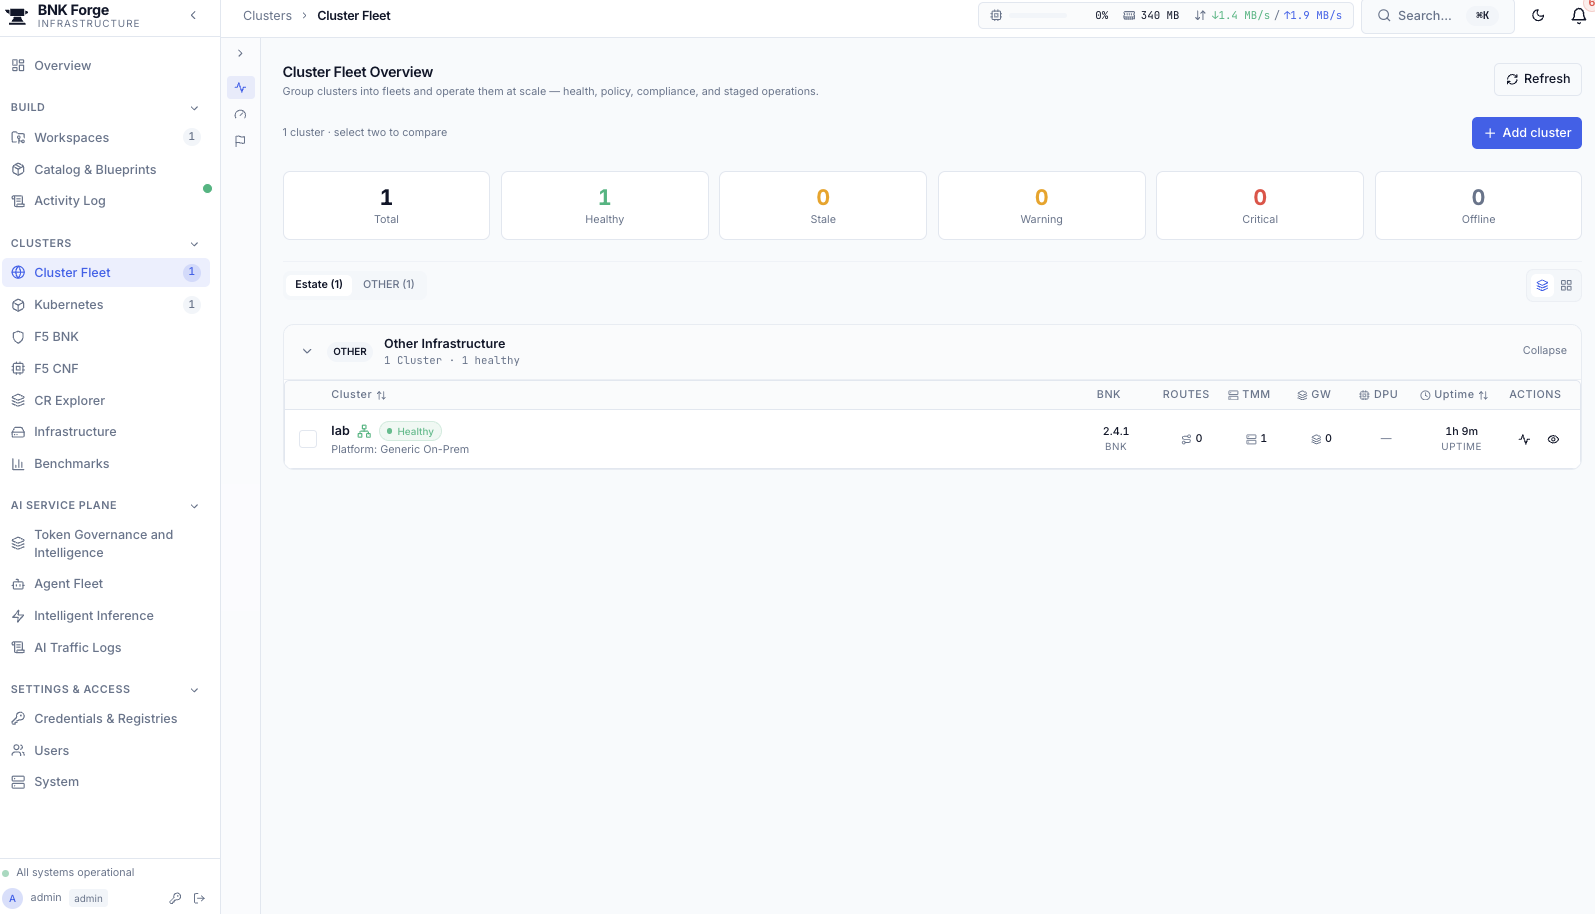 BNK Forge
INFRASTRUCTURE
Clusters > Cluster Fleet
0% 340 MB ↓1.4 MB/s / ↑1.9 MB/s
Search... ⌘K
Overview
BUILD
Workspaces 1
Catalog & Blueprints
Activity Log
CLUSTERS
Cluster Fleet 1
Kubernetes 1
F5 BNK
F5 CNF
CR Explorer
Infrastructure
Benchmarks
AI SERVICE PLANE
Token Governance and
Intelligence
Agent Fleet
Intelligent Inference
AI Traffic Logs
SETTINGS & ACCESS
Credentials & Registries
Users
System
All systems operational
A admin admin
Cluster Fleet Overview
Group clusters into fleets and operate them at scale — health, policy, compliance, and staged operations.
Refresh
1 cluster · select two to compare
+ Add cluster
1
Total
1
Healthy
0
Stale
0
Warning
0
Critical
0
Offline
Estate (1) OTHER (1)
OTHER
Other Infrastructure
1 Cluster · 1 healthy
Collapse
Cluster BNK ROUTES TMM GW DPU Uptime ACTIONS
lab Healthy
Platform: Generic On-Prem
2.4.1
BNK
0
1
0
—
1h 9m
UPTIME